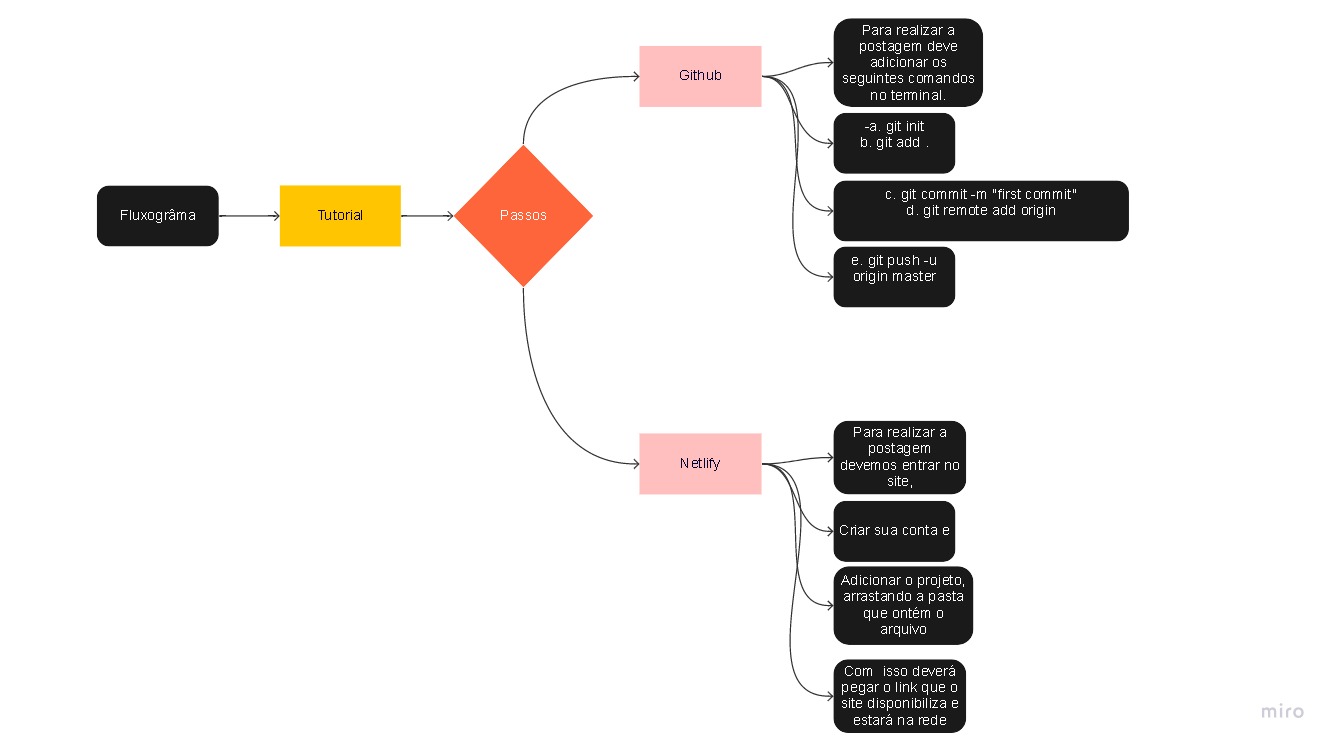 Fluxogrâma
Tutorial
Passos
Github
Para realizar a
postagem deve
adicionar os
seguintes comandos
no terminal.
-a. git init
b. git add .
c. git commit -m "first commit"
d. git remote add origin
e. git push -u
origin master
Netlify
Para realizar a
postagem
devemos entrar no
site,
Criar sua conta e
Adicionar o projeto,
arrastando a pasta
que ontém o
arquivo
Com isso deverá
pegar o link que o
site disponibiliza e
estará na rede
miro